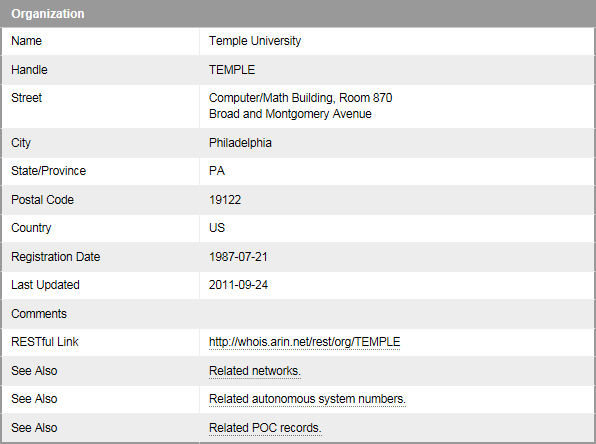 Organization
Name Temple University
Handle TEMPLE
Street Computer/Math Building, Room 870
Broad and Montgomery Avenue
City Philadelphia
State/Province PA
Postal Code 19122
Country US
Registration Date 1987-07-21
Last Updated 2011-09-24
Comments
RESTful Link http://whois.arin.net/rest/org/TEMPLE
See Also Related networks.
See Also Related autonomous system numbers.
See Also Related POC records.